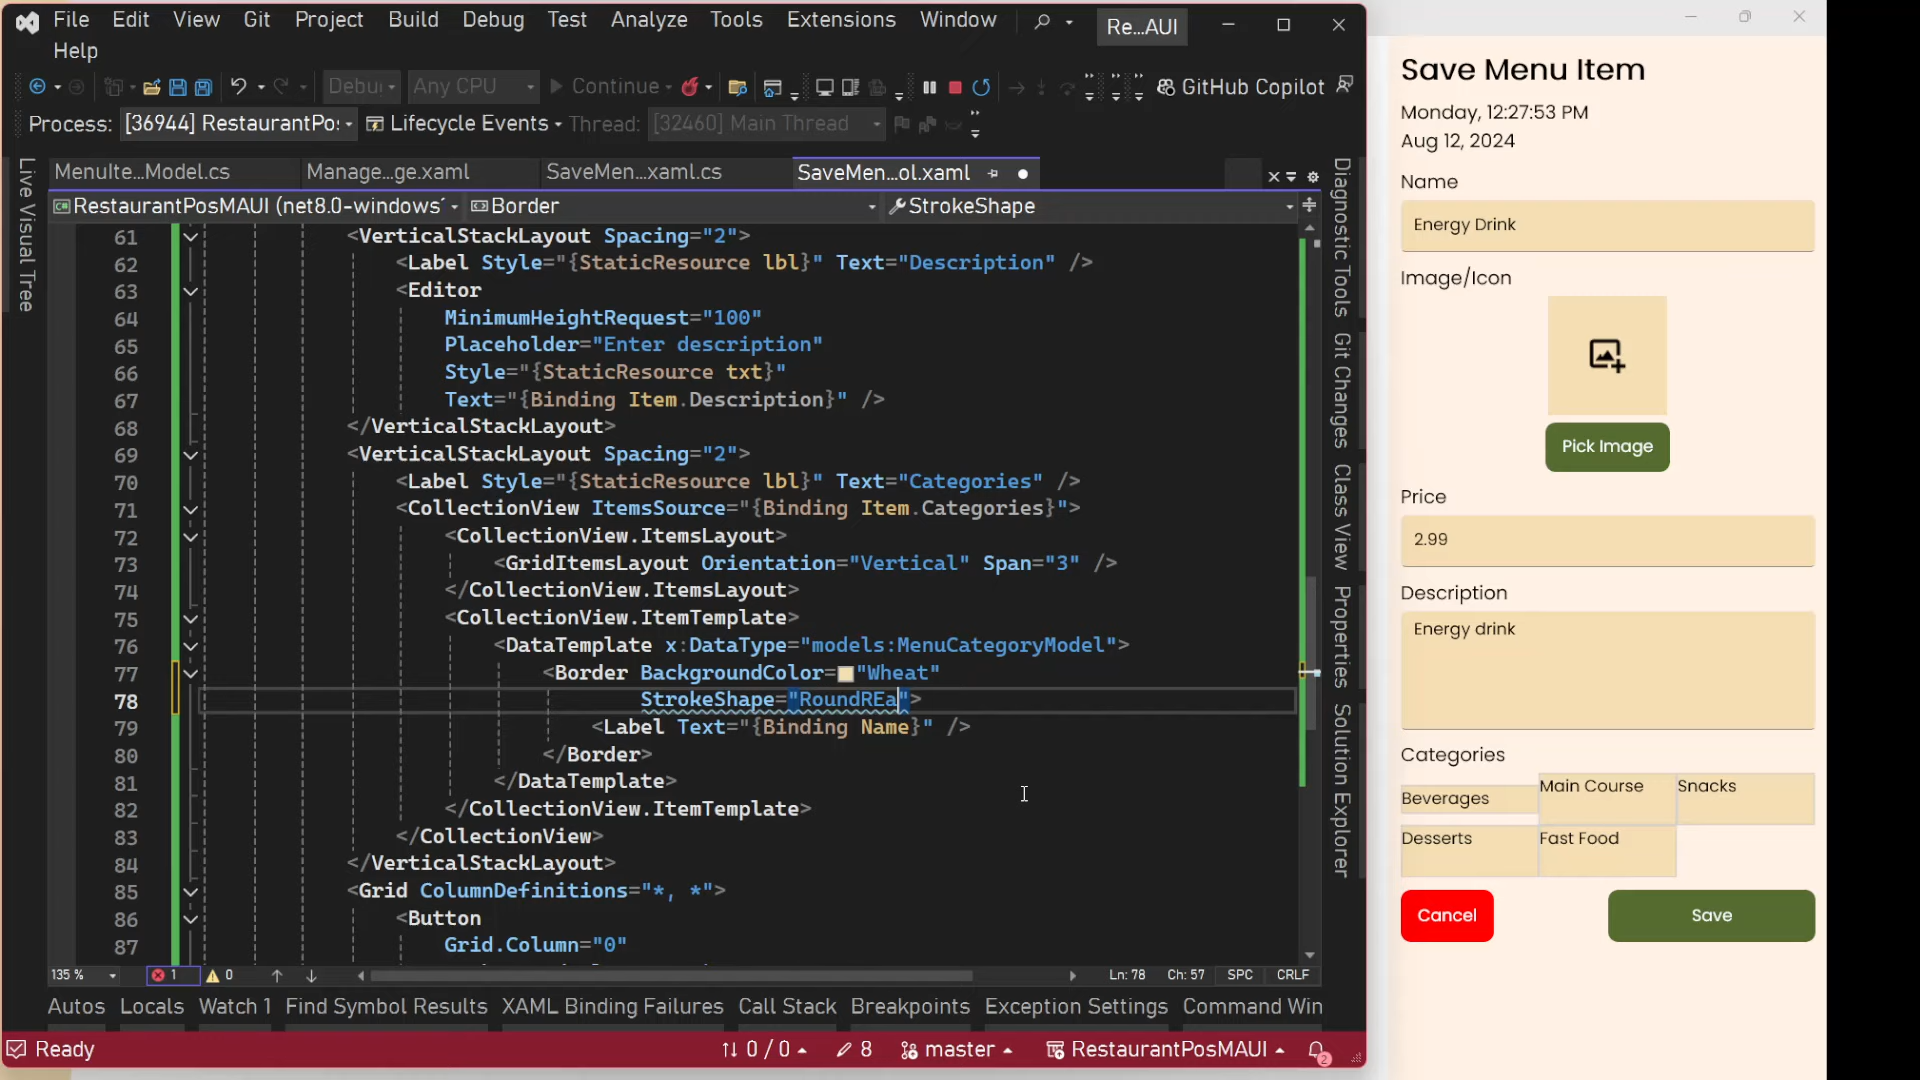 File Edit View Git Project Build Debug Test Analyze Tools Extensions Window Re...AUI
Help
Debug Any CPU Continue GitHub Copilot
Process: [36944] RestaurantPo Lifecycle Events Thread: [32460] Main Thread
MenuIte...Model.cs Manage...ge.xaml SaveMen...xaml.cs SaveMen...ol.xaml
RestaurantPosMAUI (net8.0-windows Border StrokeShape
Live Visual Tree
61 <VerticalStackLayout Spacing="2">
62 <Label Style="{StaticResource lbl}" Text="Description" />
63 <Editor
64 MinimumHeightRequest="100"
65 Placeholder="Enter description"
66 Style="{StaticResource txt}"
67 Text="{Binding Item.Description}" />
68 </VerticalStackLayout>
69 <VerticalStackLayout Spacing="2">
70 <Label Style="{StaticResource lbl}" Text="Categories" />
71 <CollectionView ItemsSource="{Binding Item.Categories}">
72 <CollectionView.ItemsLayout>
73 <GridItemsLayout Orientation="Vertical" Span="3" />
74 </CollectionView.ItemsLayout>
75 <CollectionView.ItemTemplate>
76 <DataTemplate x:DataType="models:MenuCategoryModel">
77 <Border BackgroundColor="Wheat"
78 StrokeShape="RoundREa">
79 <Label Text="{Binding Name}" />
80 </Border>
81 </DataTemplate>
82 </CollectionView.ItemTemplate>
83 </CollectionView>
84 </VerticalStackLayout>
85 <Grid ColumnDefinitions="*, *">
86 <Button
87 Grid.Column="0"
135 % 1 0 Ln: 78 Ch: 57 SPC CRLF
Autos Locals Watch 1 Find Symbol Results XAML Binding Failures Call Stack Breakpoints Exception Settings Command Win
Ready 0 / 0 8 master RestaurantPosMAUI 2
Diagnostic Tools
Git Changes
Class View
Properties
Solution Explorer
Save Menu Item
Monday, 12:27:53 PM
Aug 12, 2024
Name
Energy Drink
Image/Icon
Pick Image
Price
2.99
Description
Energy drink
Categories
Beverages Main Course Snacks
Desserts Fast Food
Cancel Save